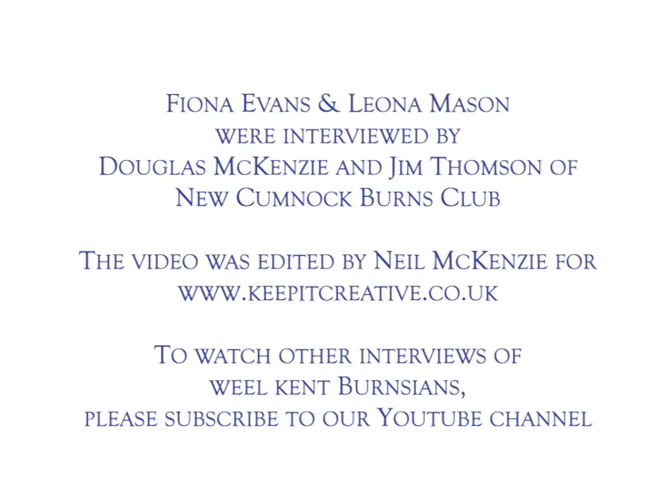 Fiona Evans & Leona Mason
were interviewed by
Douglas McKenzie and Jim Thomson of
New Cumnock Burns Club
The video was edited by Neil McKenzie for
www.keepitcreative.co.uk
To watch other interviews of
weel kent Burnsians,
please subscribe to our Youtube channel